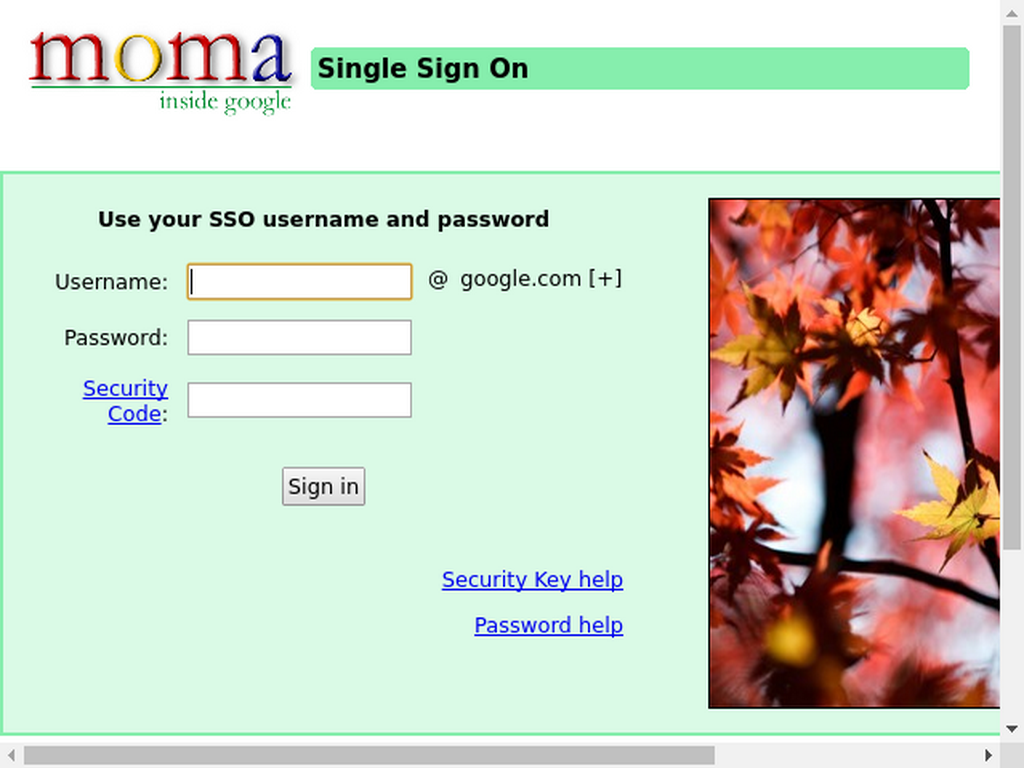 moma
inside google
Single Sign On
Use your SSO username and password
Username:
@ google.com [+]
Password:
Security
Code:
Sign in
Security Key help
Password help